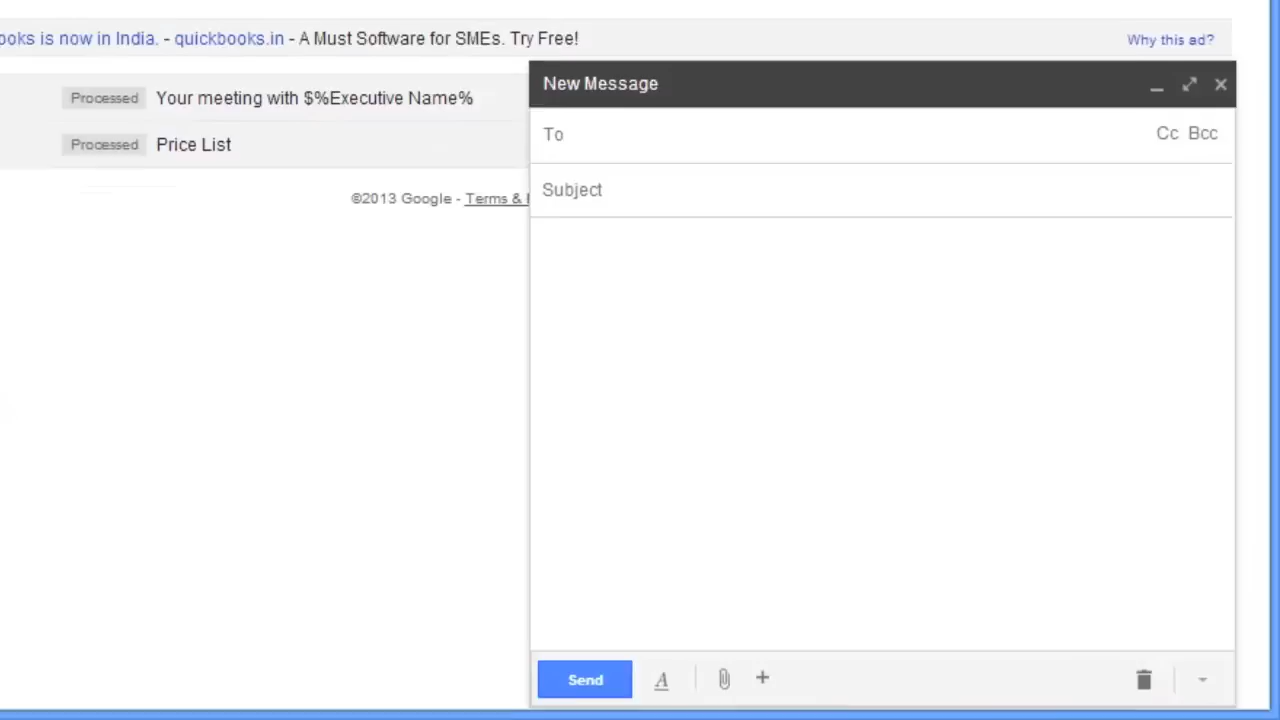 ooks is now in India. - quickbooks.in - A Must Software for SMEs. Try Free!
Why this ad?
New Message
Processed Your meeting with $%Executive Name%
To
Cc Bcc
Processed Price List
Subject
©2013 Google - Terms &
Send
A